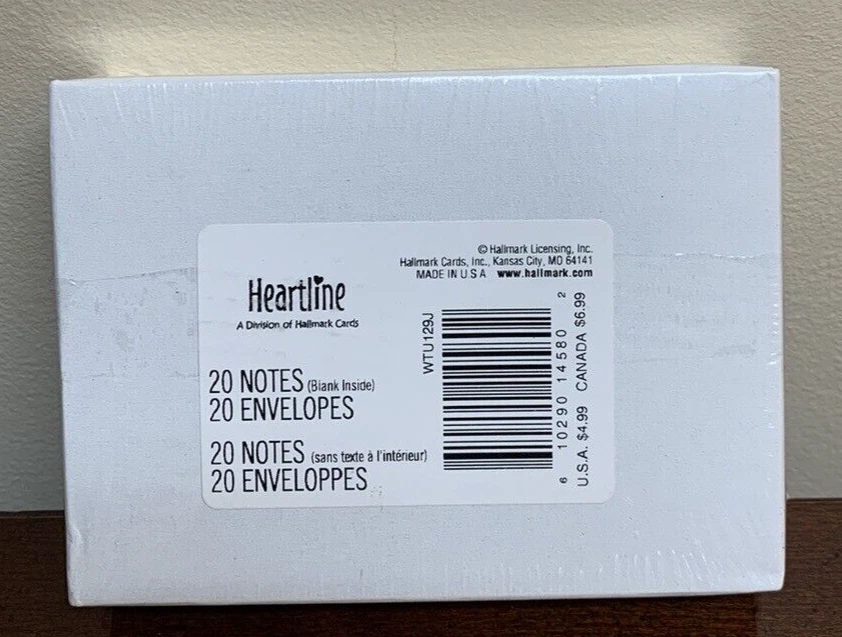 © Hallmark Licensing, Inc.
Hallmark Cards, Inc., Kansas City, MO 64141
MADE IN U S A www.hallmark.com
Heartline
A Division of Hallmark Cards
20 NOTES (Blank Inside)
20 ENVELOPES
20 NOTES (sans texte à l'intérieur)
20 ENVELOPPES
WTU129J
6 10290 14580 2
U.S.A. $4.99 CANADA $6.99